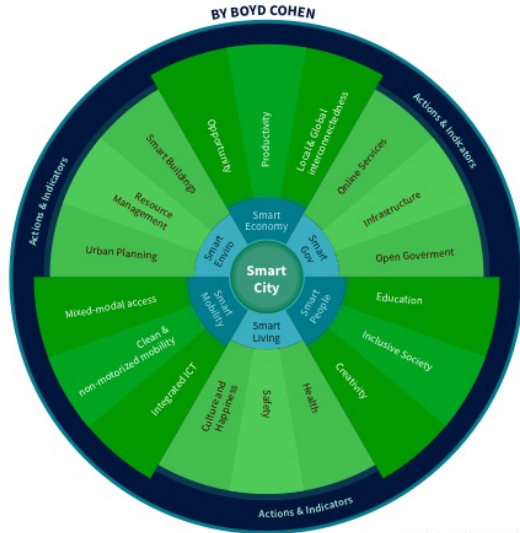 BY BOYD COHEN
Actions & Indicators
Actions & Indicators
Opportunity
Productivity
Local & Global
interconnectedness
Smart Buildings
Resource
Management
Urban Planning
Online Services
Infrastructure
Open Goverment
Smart
Economy
Smart
Enviro
Smart
Gov
Smart
City
Smart
Mobility
Smart
People
Smart
Living
Mixed-modal access
Clean &
non-motorized mobility
Integrated ICT
Culture and
Happiness
Safety
Health
Education
Inclusive Society
Creativity
Actions & Indicators